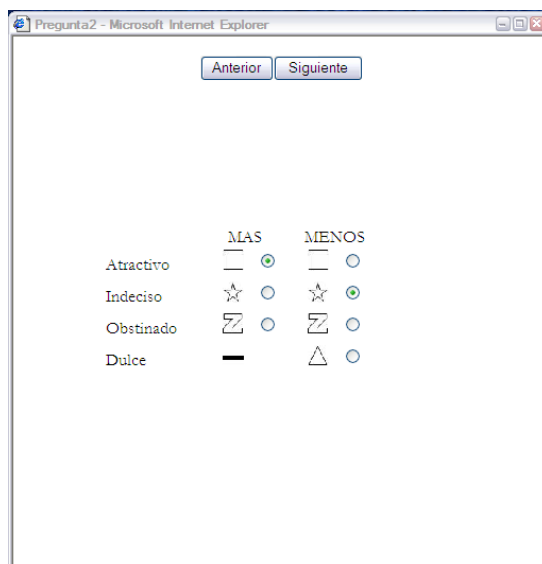 Pregunta2 - Microsoft Internet Explorer
Anterior Siguiente
MAS MENOS
Atractivo
Indeciso
Obstinado
Dulce